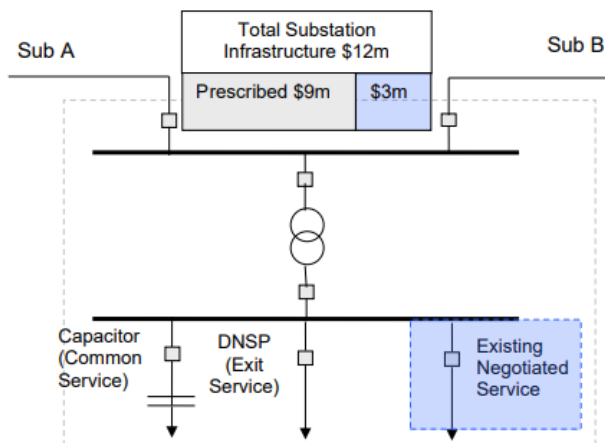 Total Substation
Infrastructure $12m
Sub A
Sub B
Prescribed $9m
$3m
Capacitor
(Common
Service)
DNSP
(Exit
Service)
Existing
Negotiated
Service